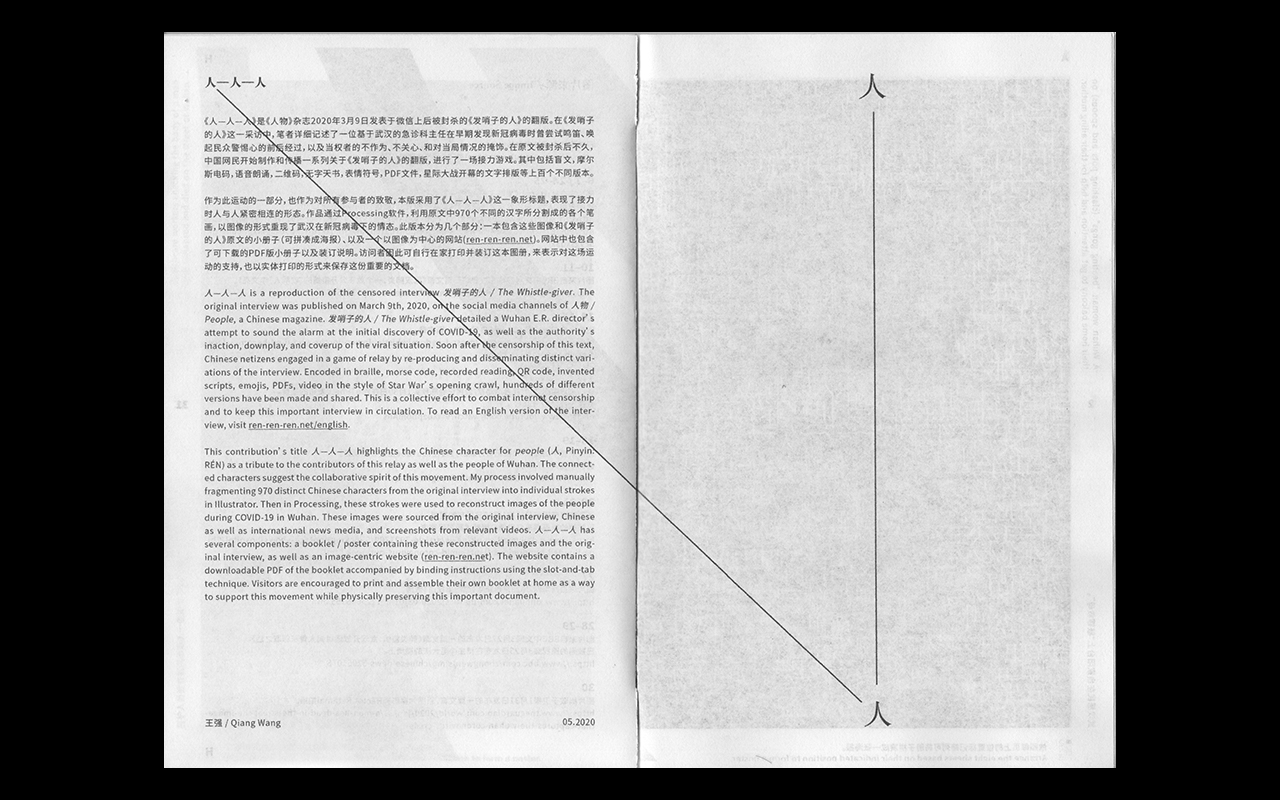 人—人—人
《人—人—人》是《人物》杂志2020年3月9日发表于微信上后被封杀的《发哨子的人》的翻版。在《发哨子
的人》这一采访中，笔者详细记述了一位基于武汉的急诊科主任在早期发现新冠病毒时曾尝试鸣笛、唤
起民众警惕心的前后经过，以及当权者的不作为、不关心、和对当局情况的掩饰。在原文被封杀后不久，
中国网民开始制作和传播一系列关于《发哨子的人》的翻版，进行了一场接力游戏。其中包括盲文，摩尔
斯电码，语音朗诵，二维码，无字天书，表情符号，PDF文件，星际大战开幕的文字排版等上百个不同版本。
作为此运动的一部分，也作为对所有参与者的致敬，本版采用了《人—人—人》这一象形标题，表现了接力
时人与人紧密相连的形态。作品通过Processing软件，利用原文中970个不同的汉字所分割成的各个笔
画，以图像的形式重现了武汉在新冠病毒下的情态。此版本分为几个部分：一本包含这些图像和《发哨子
的人》原文的小册子（可拼凑成海报）、以及一个以图像为中心的网站(ren-ren-ren.net)。网站中也包含
了可下载的PDF版小册子以及装订说明。访问者因此可自行在家打印并装订这本图册，来表示对这场运
动的支持，也以实体打印的形式来保存这份重要的文档。
人—人—人 is a reproduction of the censored interview 发哨子的人 / The Whistle-giver. The
original interview was published on March 9th, 2020, on the social media channels of 人物 /
People, a Chinese magazine. 发哨子的人 / The Whistle-giver detailed a Wuhan E.R. director's
attempt to sound the alarm at the initial discovery of COVID-19, as well as the authority's
inaction, downplay, and coverup of the viral situation. Soon after the censorship of this text,
Chinese netizens engaged in a game of relay by re-producing and disseminating distinct vari-
ations of the interview. Encoded in braille, morse code, recorded reading, QR code, invented
scripts, emojis, PDFs, video in the style of Star War's opening crawl, hundreds of different
versions have been made and shared. This is a collective effort to combat internet censorship
and to keep this important interview in circulation. To read an English version of the inter-
view, visit ren-ren-ren.net/english.
This contribution's title 人—人—人 highlights the Chinese character for people (人, Pinyin:
RÉN) as a tribute to the contributors of this relay as well as the people of Wuhan. The connect-
ed characters suggest the collaborative spirit of this movement. My process involved manually
fragmenting 970 distinct Chinese characters from the original interview into individual strokes
in Illustrator. Then in Processing, these strokes were used to reconstruct images of the people
during COVID-19 in Wuhan. These images were sourced from the original interview, Chinese
as well as international news media, and screenshots from relevant videos. 人—人—人 has
several components: a booklet / poster containing these reconstructed images and the orig-
inal interview, as well as an image-centric website (ren-ren-ren.net). The website contains a
downloadable PDF of the booklet accompanied by binding instructions using the slot-and-tab
technique. Visitors are encouraged to print and assemble their own booklet at home as a way
to support this movement while physically preserving this important document.
王强 / Qiang Wang
05.2020
人
人